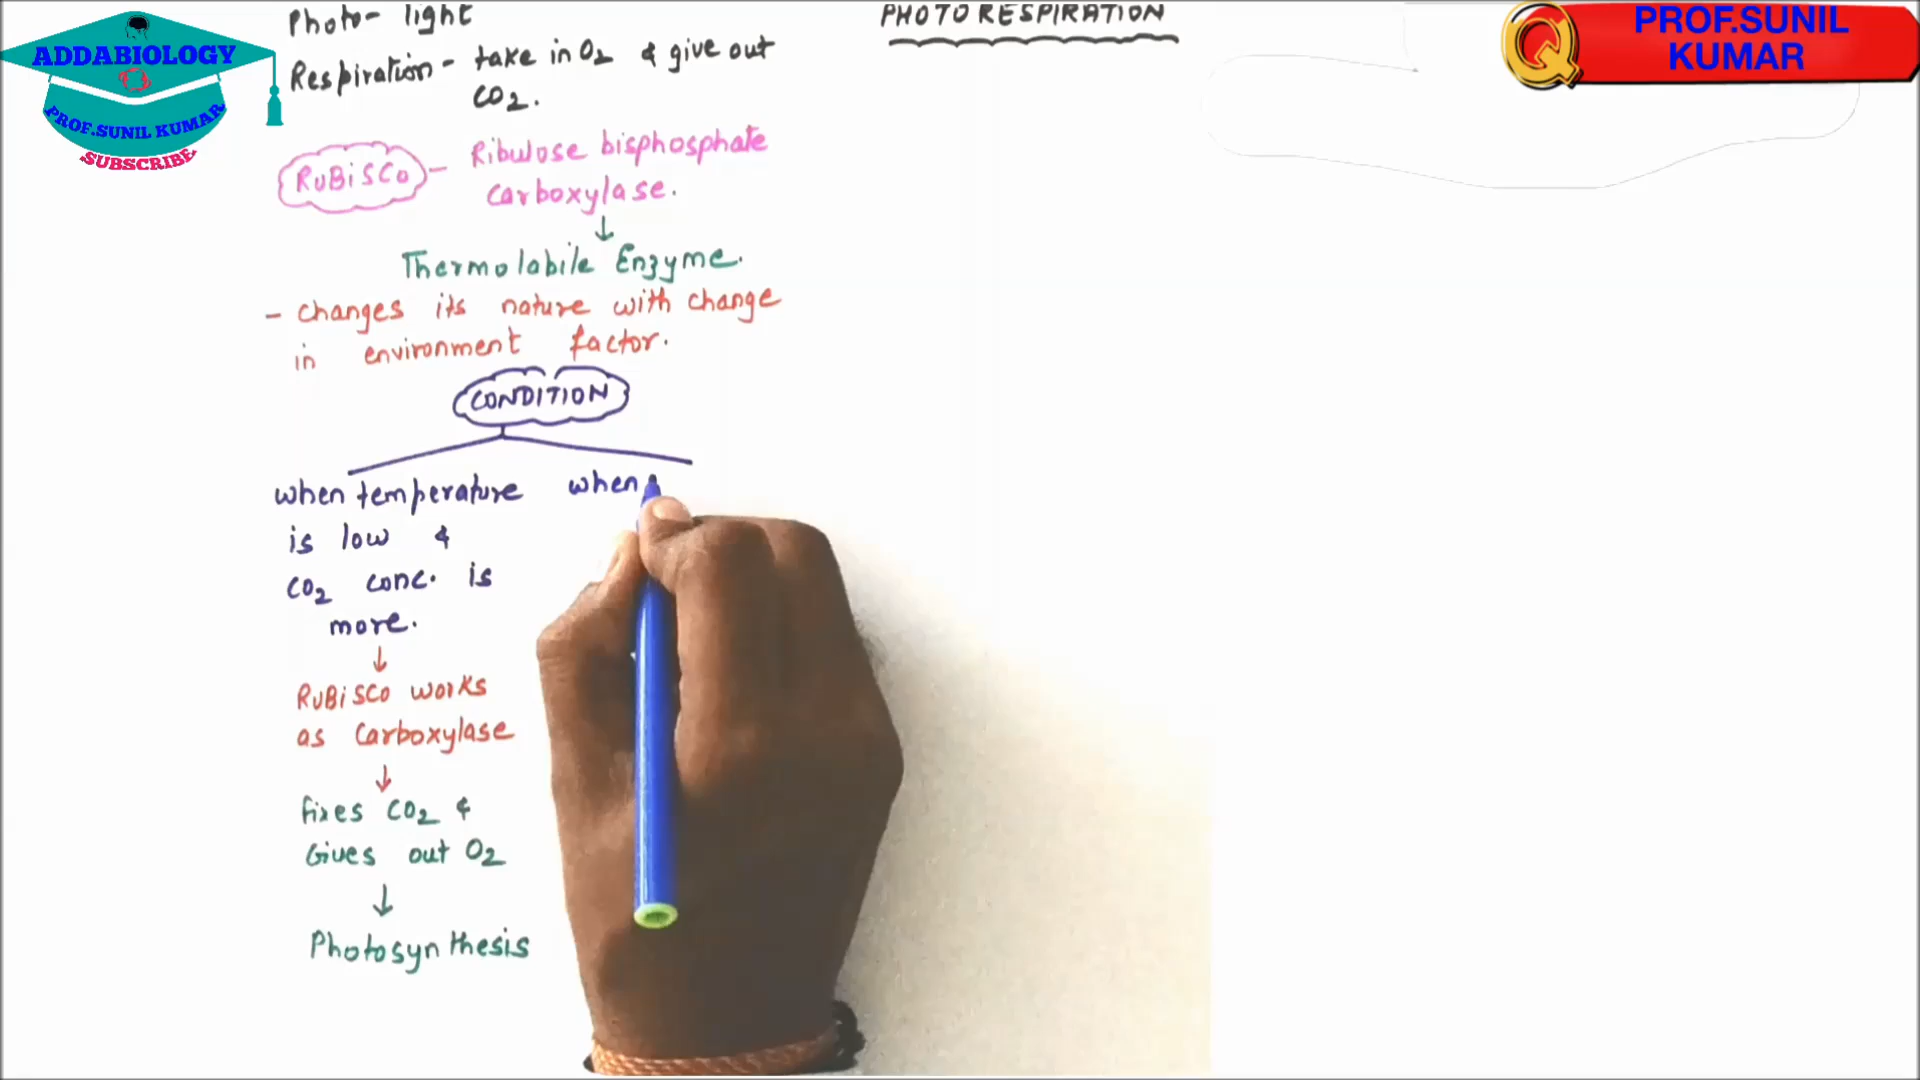 ADDABIOLOGY
PROF.SUNIL KUMAR
SUBSCRIBE
PROF.SUNIL
KUMAR
PHOTORESPIRATION
Photo- light
Respiration- take in O2 & give out
CO2.
RuBisCo - Ribulose bisphosphate
carboxylase.
↓
Thermolabile Enzyme.
- changes its nature with change
in environment factor.
CONDITION
when temperature
is low &
CO2 conc. is
more.
↓
RuBisCo works
as Carboxylase
↓
fixes CO2 &
Gives out O2
↓
Photosynthesis
when